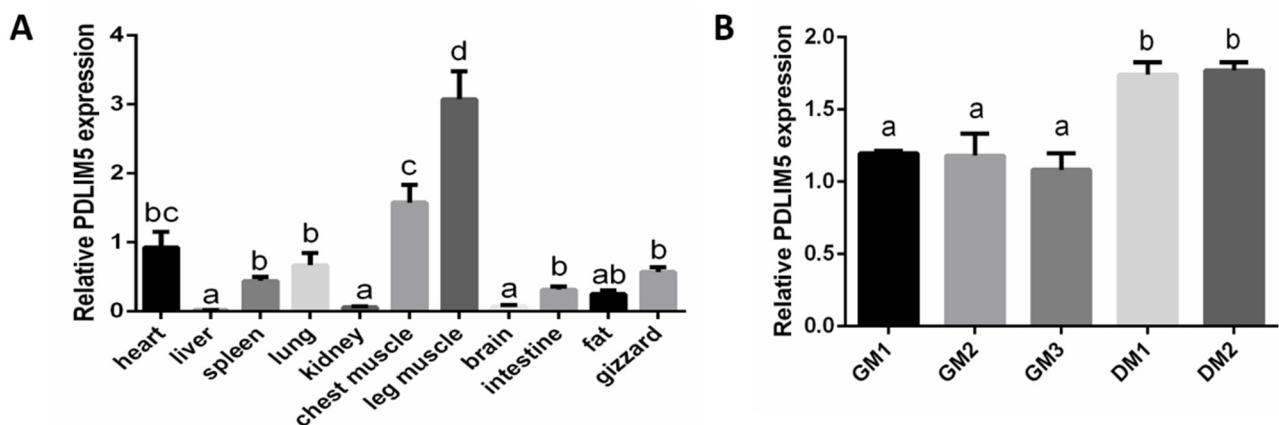 A
Relative PDLIM5 expression
4
3
2
1
0
bc
a
b
b
a
c
d
a
b
ab
b
heart
liver
spleen
lung
kidney
chest muscle
leg muscle
brain
intestine
fat
gizzard
B
Relative PDLIM5 expression
2.0
1.5
1.0
0.5
0.0
a
a
a
b
b
GM1
GM2
GM3
DM1
DM2